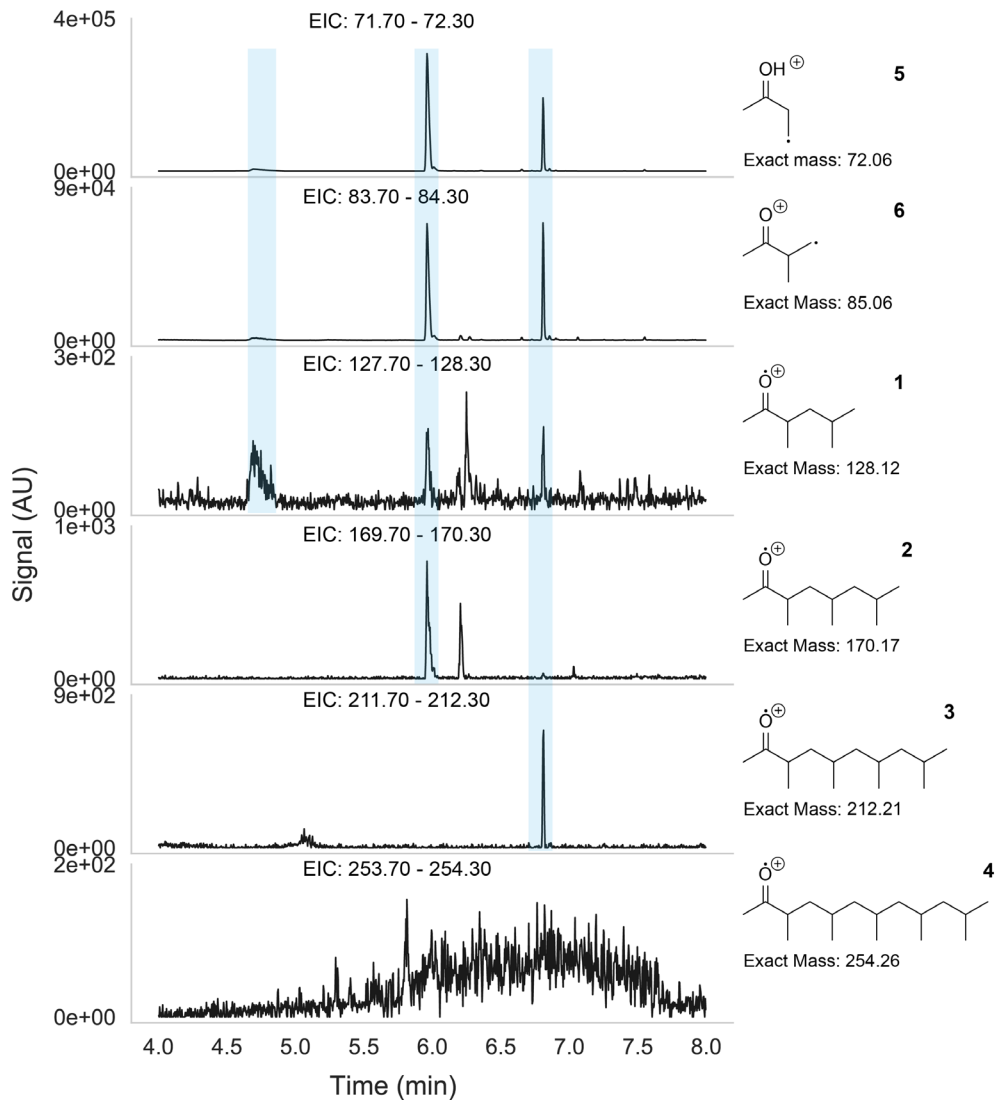 4e+05
EIC: 71.70 - 72.30
0e+00
OH +
5
Exact mass: 72.06
9e+04
EIC: 83.70 - 84.30
0e+00
O +
6
Exact Mass: 85.06
3e+02
EIC: 127.70 - 128.30
0e+00
O +
1
Exact Mass: 128.12
1e+03
EIC: 169.70 - 170.30
0e+00
O +
2
Exact Mass: 170.17
9e+02
EIC: 211.70 - 212.30
0e+00
O +
3
Exact Mass: 212.21
2e+02
EIC: 253.70 - 254.30
0e+00
O +
4
Exact Mass: 254.26
Signal (AU)
4.0 4.5 5.0 5.5 6.0 6.5 7.0 7.5 8.0
Time (min)